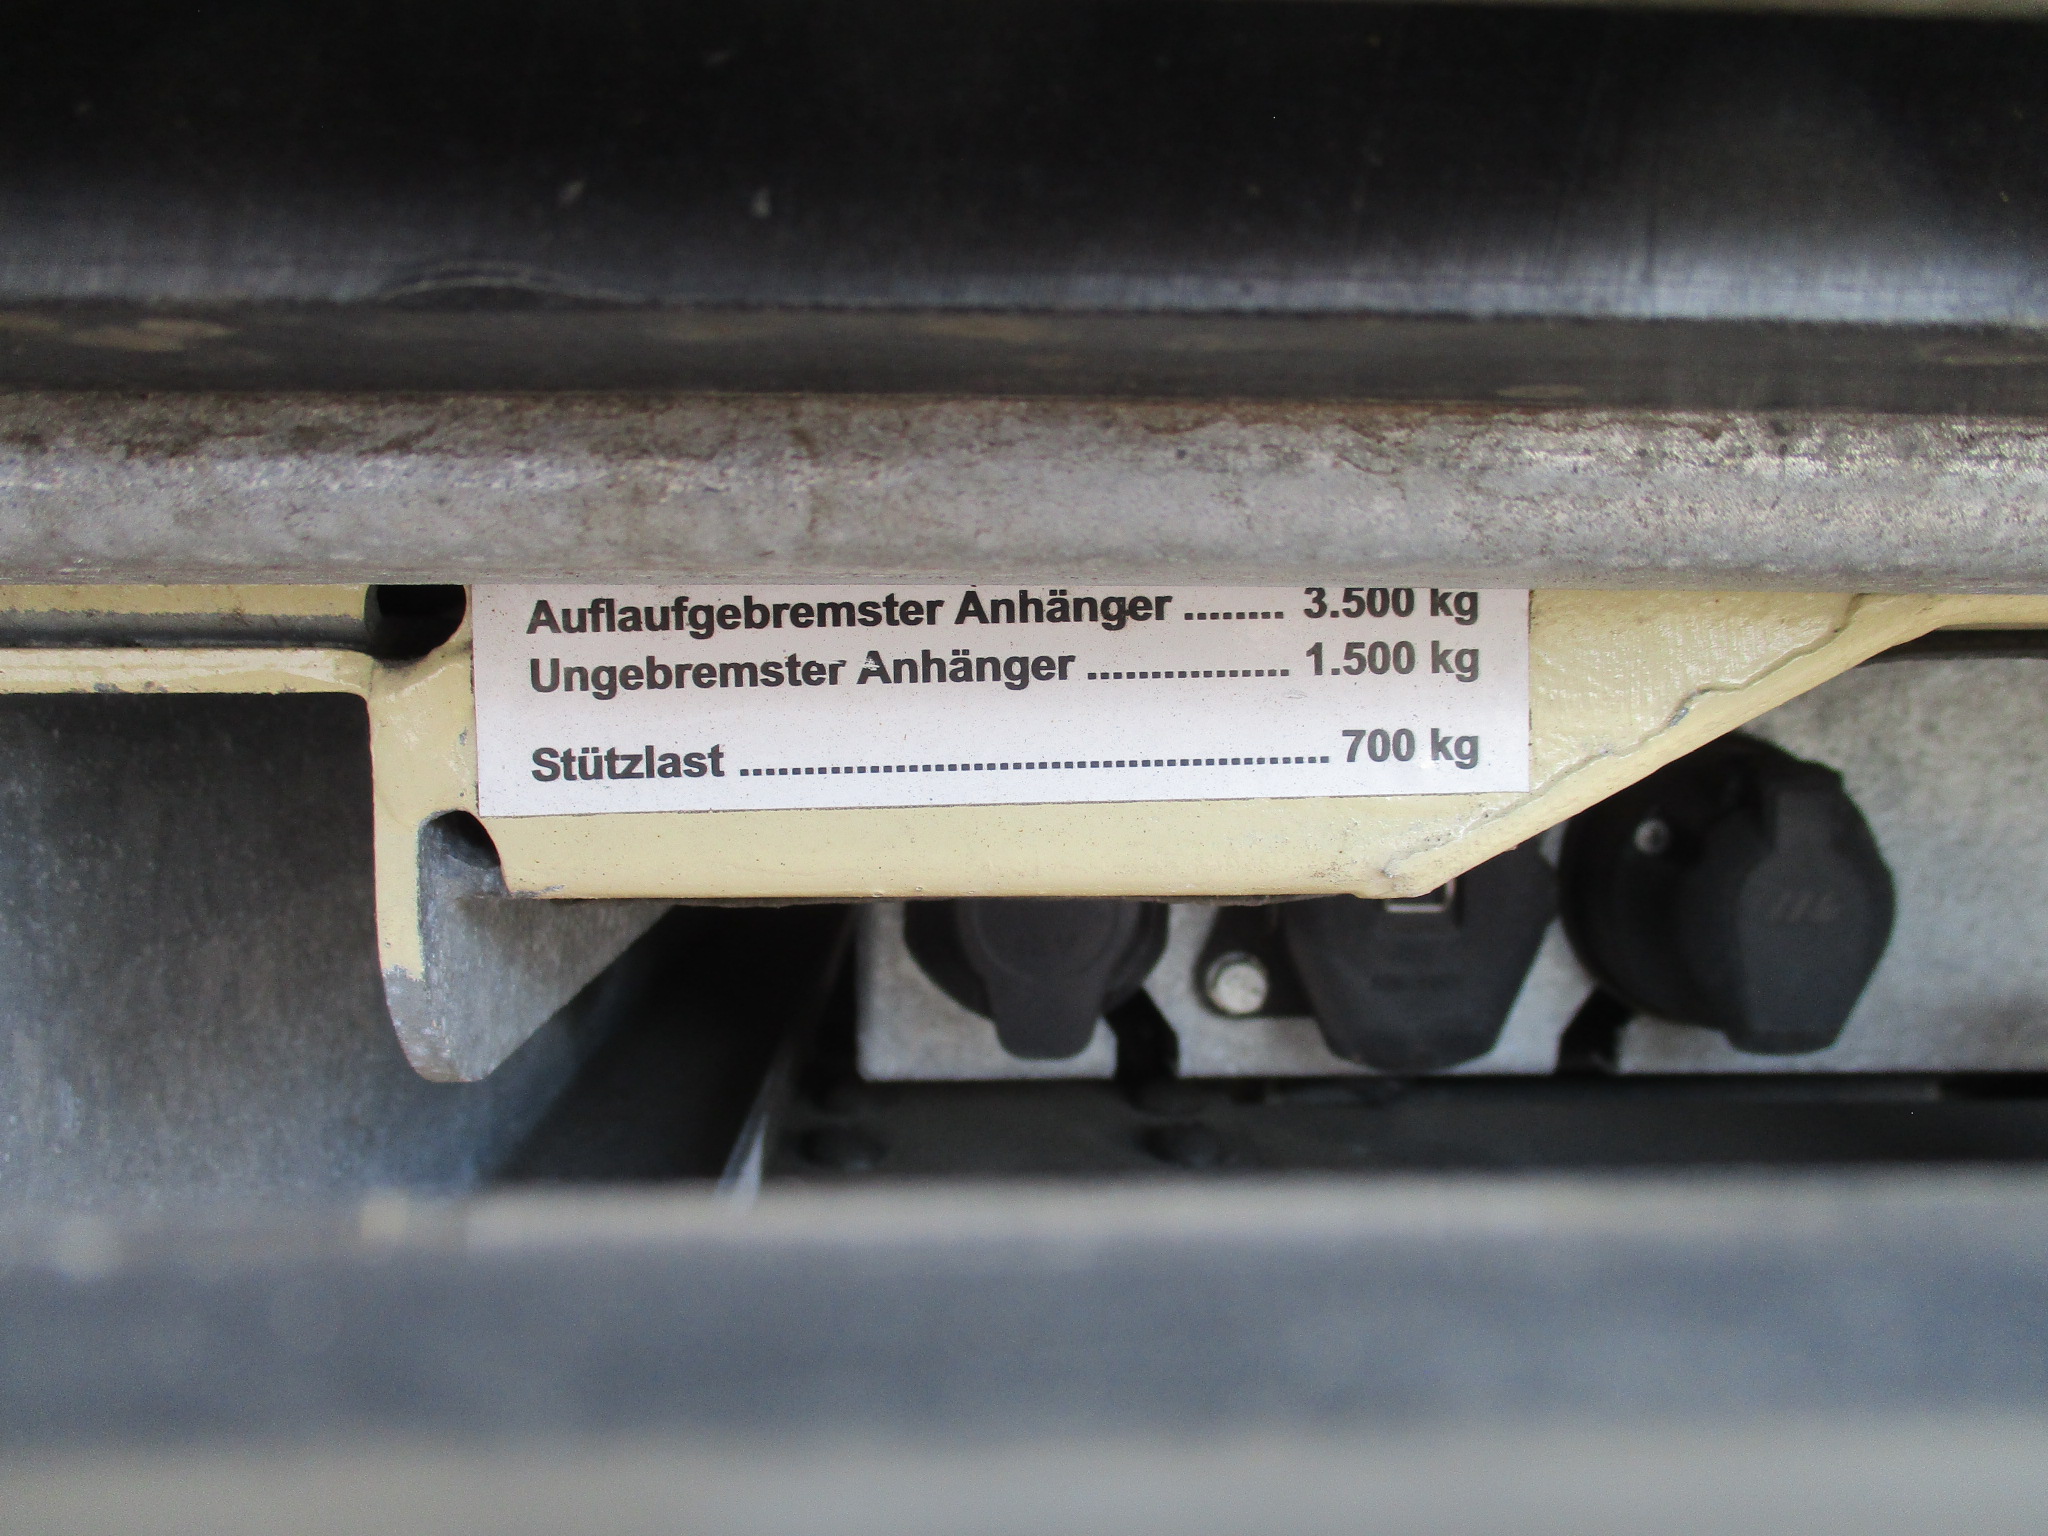 Auflaufgebremster Anhänger ........ 3.500 kg
Ungebremster Anhänger ................ 1.500 kg
Stützlast .............................................. 700 kg